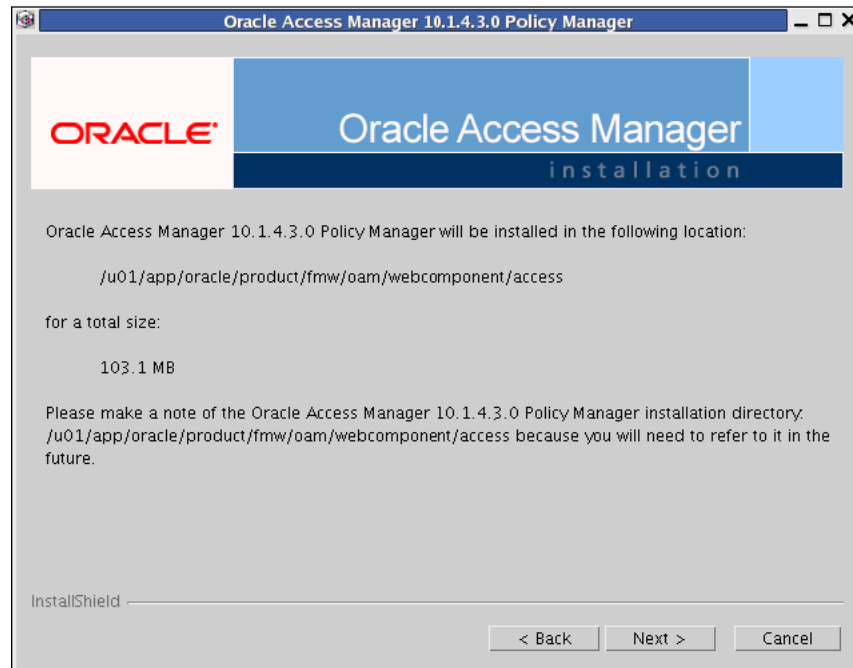 Oracle Access Manager 10.1.4.3.0 Policy Manager
ORACLE
Oracle Access Manager
installation
Oracle Access Manager 10.1.4.3.0 Policy Manager will be installed in the following location:
/u01/app/oracle/product/fmw/oam/webcomponent/access
for a total size:
103.1 MB
Please make a note of the Oracle Access Manager 10.1.4.3.0 Policy Manager installation directory:
/u01/app/oracle/product/fmw/oam/webcomponent/access because you will need to refer to it in the
future.
InstallShield
< Back
Next >
Cancel